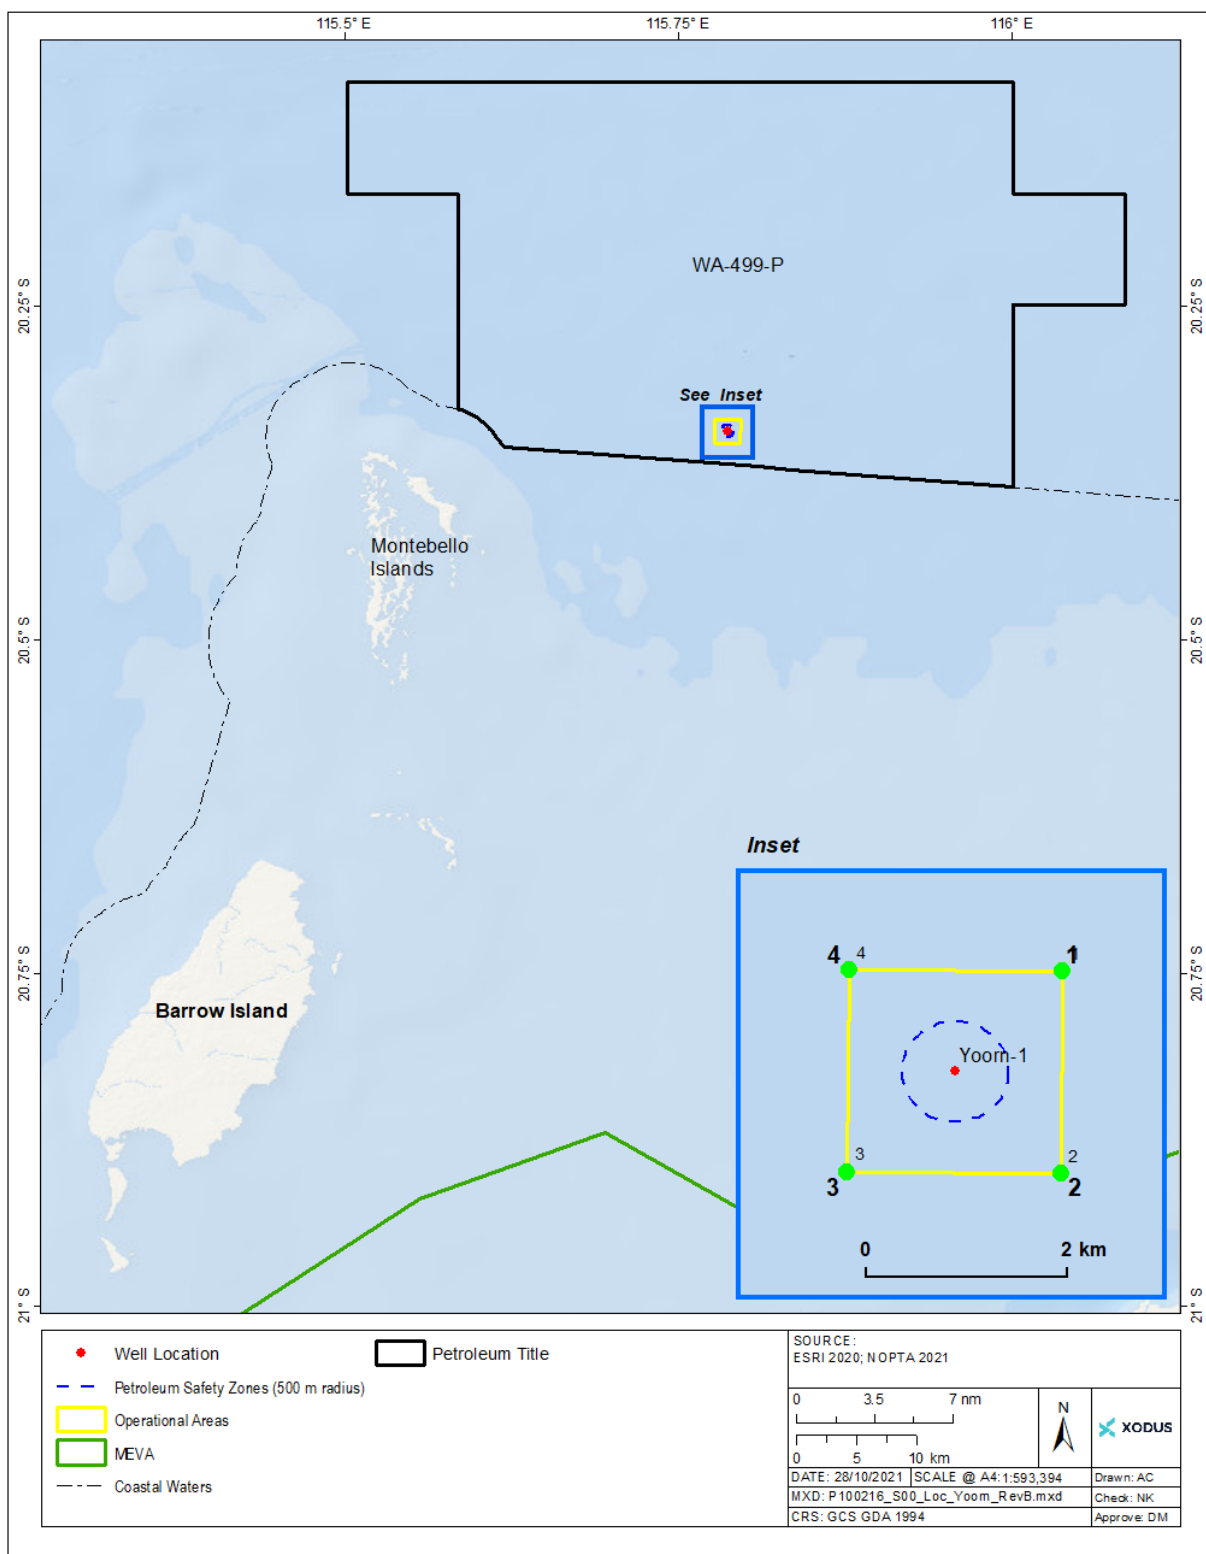 115.5° E
115.75° E
116° E
20.25° S
20.25° S
WA-499-P
See Inset
Montebello
Islands
20.5° S
20.5° S
Inset
20.75° S
20.75° S
4
4
1
Yoorn-1
3
2
3
2
Barrow Island
0
2 km
21° S
21° S
Well Location
Petroleum Title
Petroleum Safety Zones (500 m radius)
Operational Areas
MEVA
Coastal Waters
SOURCE:
ESRI 2020; NOPTA 2021
0 3.5 7 nm
0 5 10 km
N
XODUS
DATE: 28/10/2021
SCALE @ A4: 1:593,394
Drawn: AC
MXD: P100216_S00_Loc_Yoorn_RevB.mxd
Check: NK
CRS: GCS GDA 1994
Approve: DM